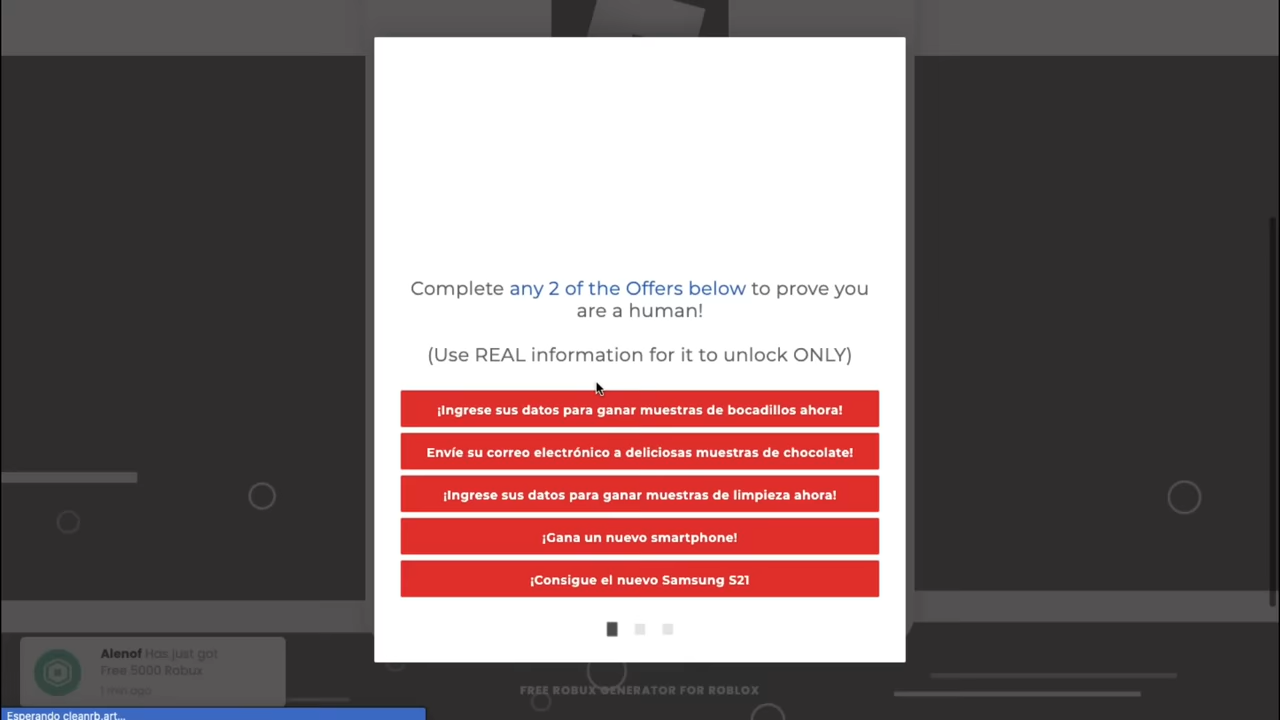 Complete any 2 of the Offers below to prove you
are a human!
(Use REAL information for it to unlock ONLY)
¡Ingrese sus datos para ganar muestras de bocadillos ahora!
Envíe su correo electrónico a deliciosas muestras de chocolate!
¡Ingrese sus datos para ganar muestras de limpieza ahora!
¡Gana un nuevo smartphone!
¡Consigue el nuevo Samsung S21
Alenof Has just got
Free 5000 Robux
1 min ago
FREE ROBUX GENERATOR FOR ROBLOX
Esperando cleanrb.art...